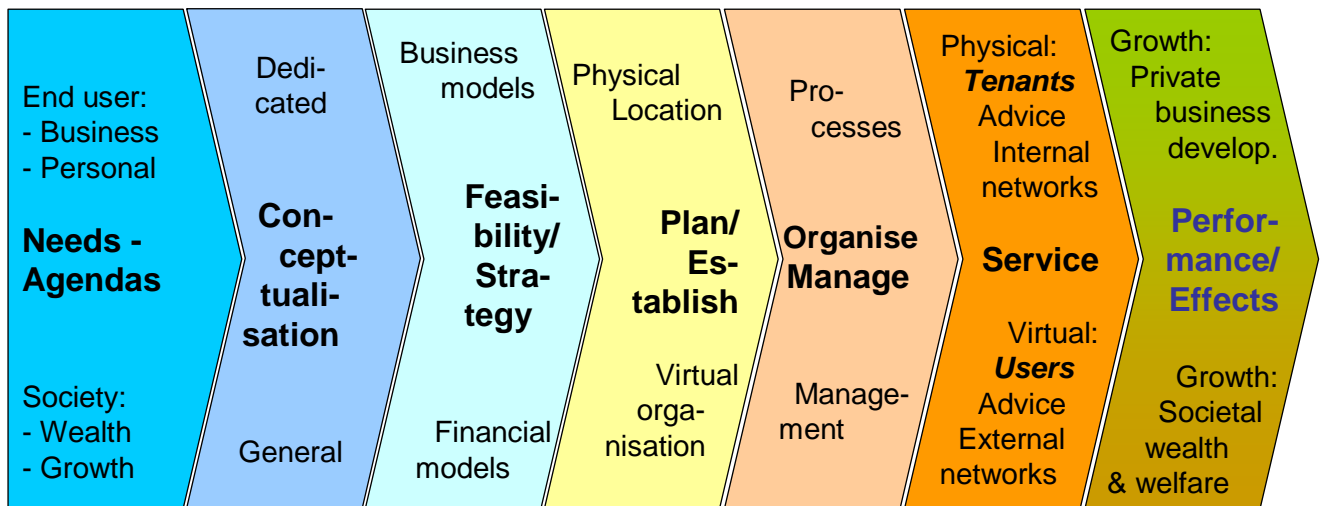 End user:
- Business
- Personal
Needs -
Agendas
Society:
- Wealth
- Growth
Dedi-
cated
Con-
cept-
tuali-
sation
General
Business
models
Feasi-
bility/
Stra-
tegy
Financial
models
Physical
Location
Plan/
Es-
tablish
Virtual
orga-
nisation
Pro-
cesses
Organise
Manage
Manage-
ment
Physical:
Tenants
Advice
Internal
networks
Service
Virtual:
Users
Advice
External
networks
Growth:
Private
business
develop.
Perfor-
mance/
Effects
Growth:
Societal
wealth
& welfare